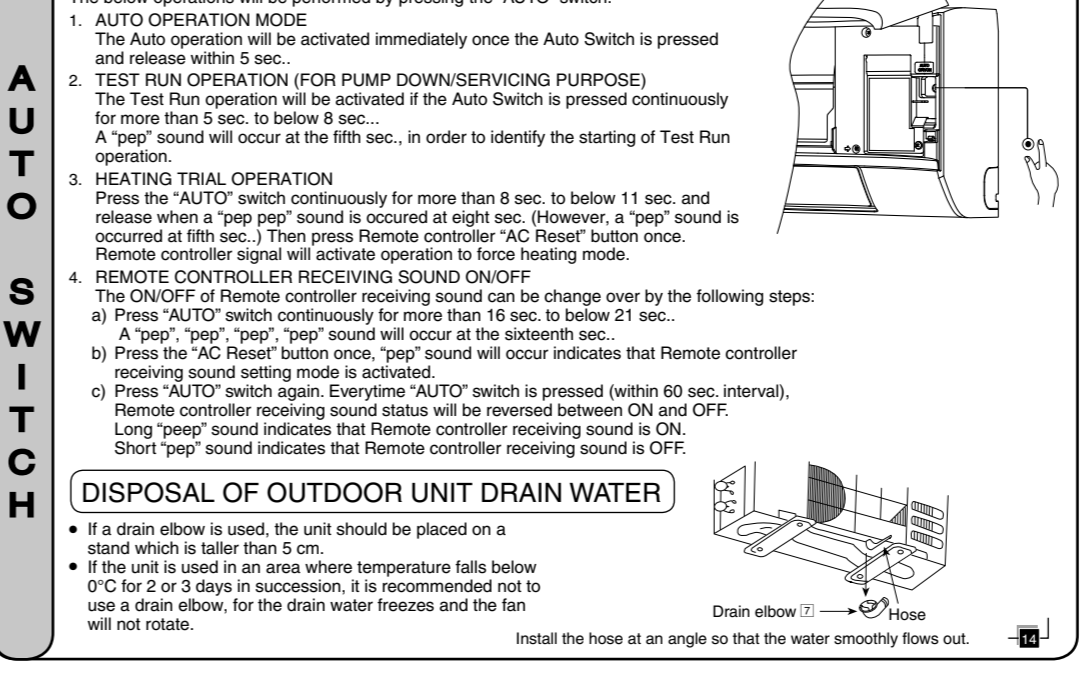 The below operations will be performed by pressing the "AUTO" switch.
1. AUTO OPERATION MODE
The Auto operation will be activated immediately once the Auto Switch is pressed
and release within 5 sec..
2. TEST RUN OPERATION (FOR PUMP DOWN/SERVICING PURPOSE)
The Test Run operation will be activated if the Auto Switch is pressed continuously
for more than 5 sec. to below 8 sec...
A “pep” sound will occur at the fifth sec., in order to identify the starting of Test Run
operation.
3. HEATING TRIAL OPERATION
Press the “AUTO” switch continuously for more than 8 sec. to below 11 sec. and
release when a “pep pep” sound is occured at eight sec. (However, a “pep” sound is
occurred at fifth sec..) Then press Remote controller “AC Reset” button once.
Remote controller signal will activate operation to force heating mode.
4. REMOTE CONTROLLER RECEIVING SOUND ON/OFF
The ON/OFF of Remote controller receiving sound can be change over by the following steps:
a) Press “AUTO” switch continuously for more than 16 sec. to below 21 sec..
A “pep”, “pep”, “pep”, “pep” sound will occur at the sixteenth sec..
b) Press the “AC Reset” button once, “pep” sound will occur indicates that Remote controller
receiving sound setting mode is activated.
c) Press “AUTO” switch again. Everytime “AUTO” switch is pressed (within 60 sec. interval),
Remote controller receiving sound status will be reversed between ON and OFF.
Long “peep” sound indicates that Remote controller receiving sound is ON.
Short “pep” sound indicates that Remote controller receiving sound is OFF.
AUTO SWITCH
DISPOSAL OF OUTDOOR UNIT DRAIN WATER
• If a drain elbow is used, the unit should be placed on a
stand which is taller than 5 cm.
• If the unit is used in an area where temperature falls below
0°C for 2 or 3 days in succession, it is recommended not to
use a drain elbow, for the drain water freezes and the fan
will not rotate.
Drain elbow 7
Hose
Install the hose at an angle so that the water smoothly flows out.
14